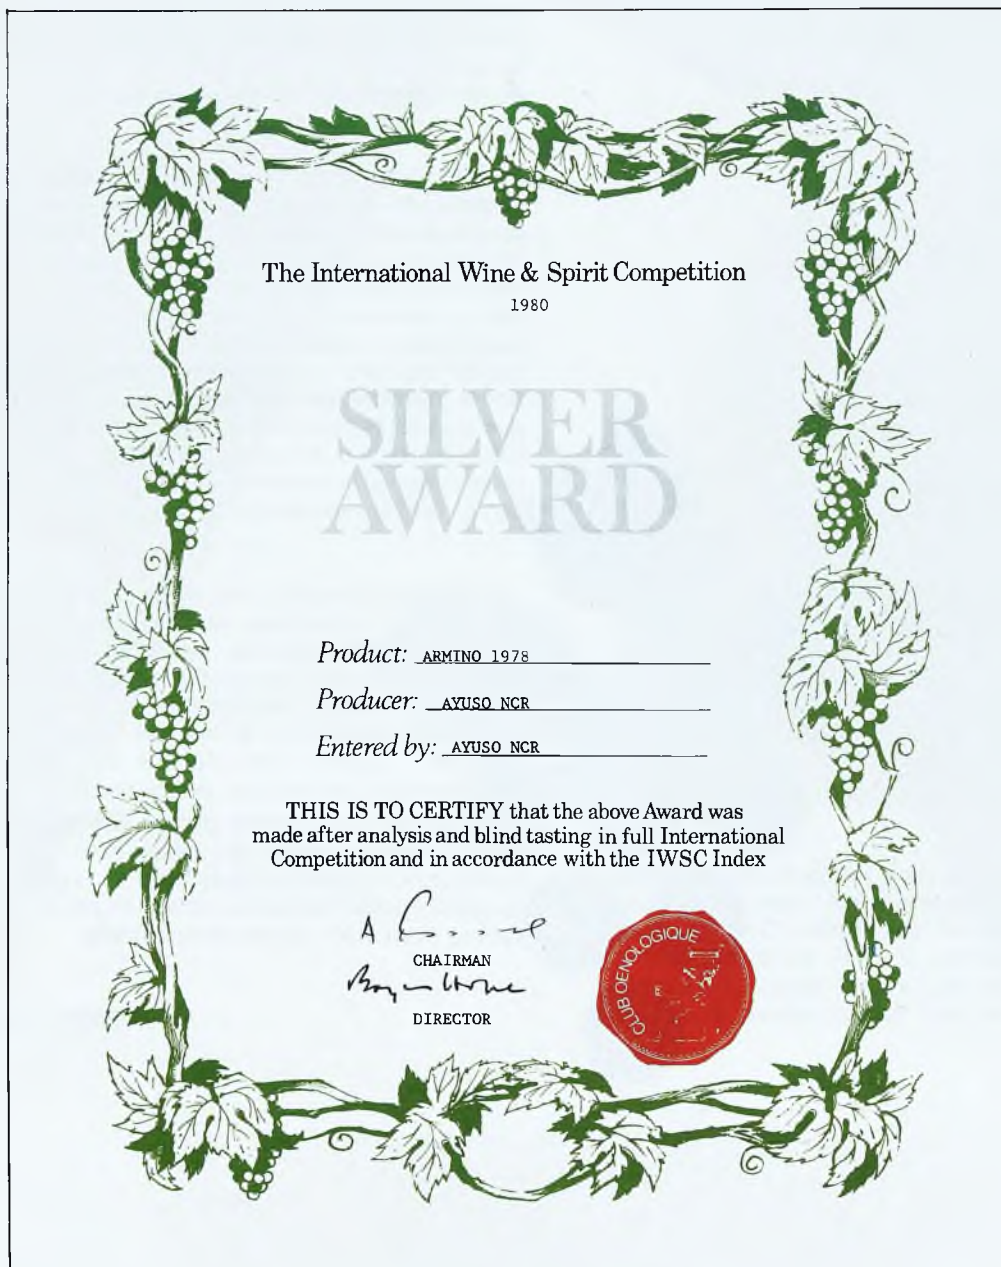 The International Wine & Spirit Competition
1980
SILVER
AWARD
Product: ARMINO 1978
Producer: AYUSO NCR
Entered by: AYUSO NCR
THIS IS TO CERTIFY that the above Award was
made after analysis and blind tasting in full International
Competition and in accordance with the IWSC Index
A
CHAIRMAN
DIRECTOR
CLUB OENOLOGIQUE